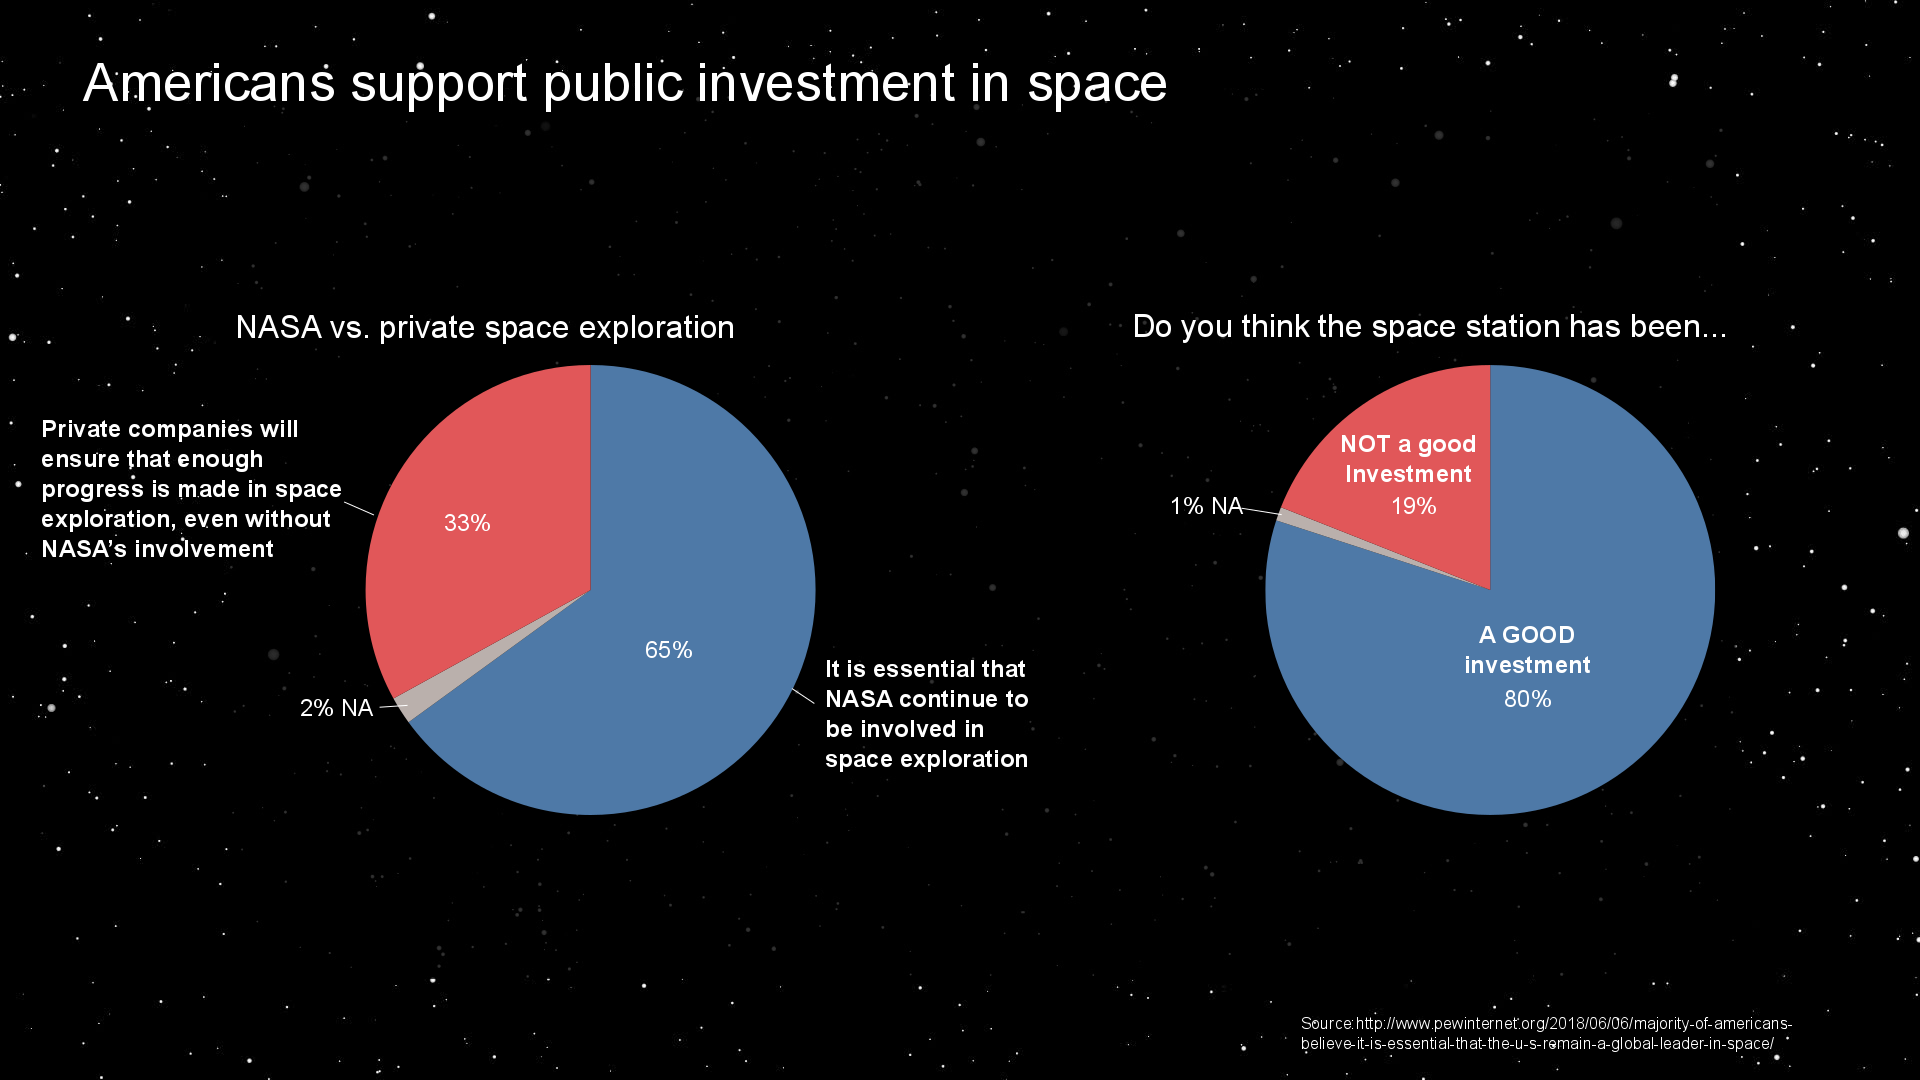 Americans support public investment in space
NASA vs. private space exploration
Private companies will
ensure that enough
progress is made in space
exploration, even without
NASA’s involvement
33%
65%
2% NA
It is essential that
NASA continue to
be involved in
space exploration
Do you think the space station has been...
NOT a good
Investment
19%
1% NA
A GOOD
investment
80%
Source:http://www.pewinternet.org/2018/06/06/majority-of-americans-
believe-it-is-essential-that-the-u-s-remain-a-global-leader-in-space/